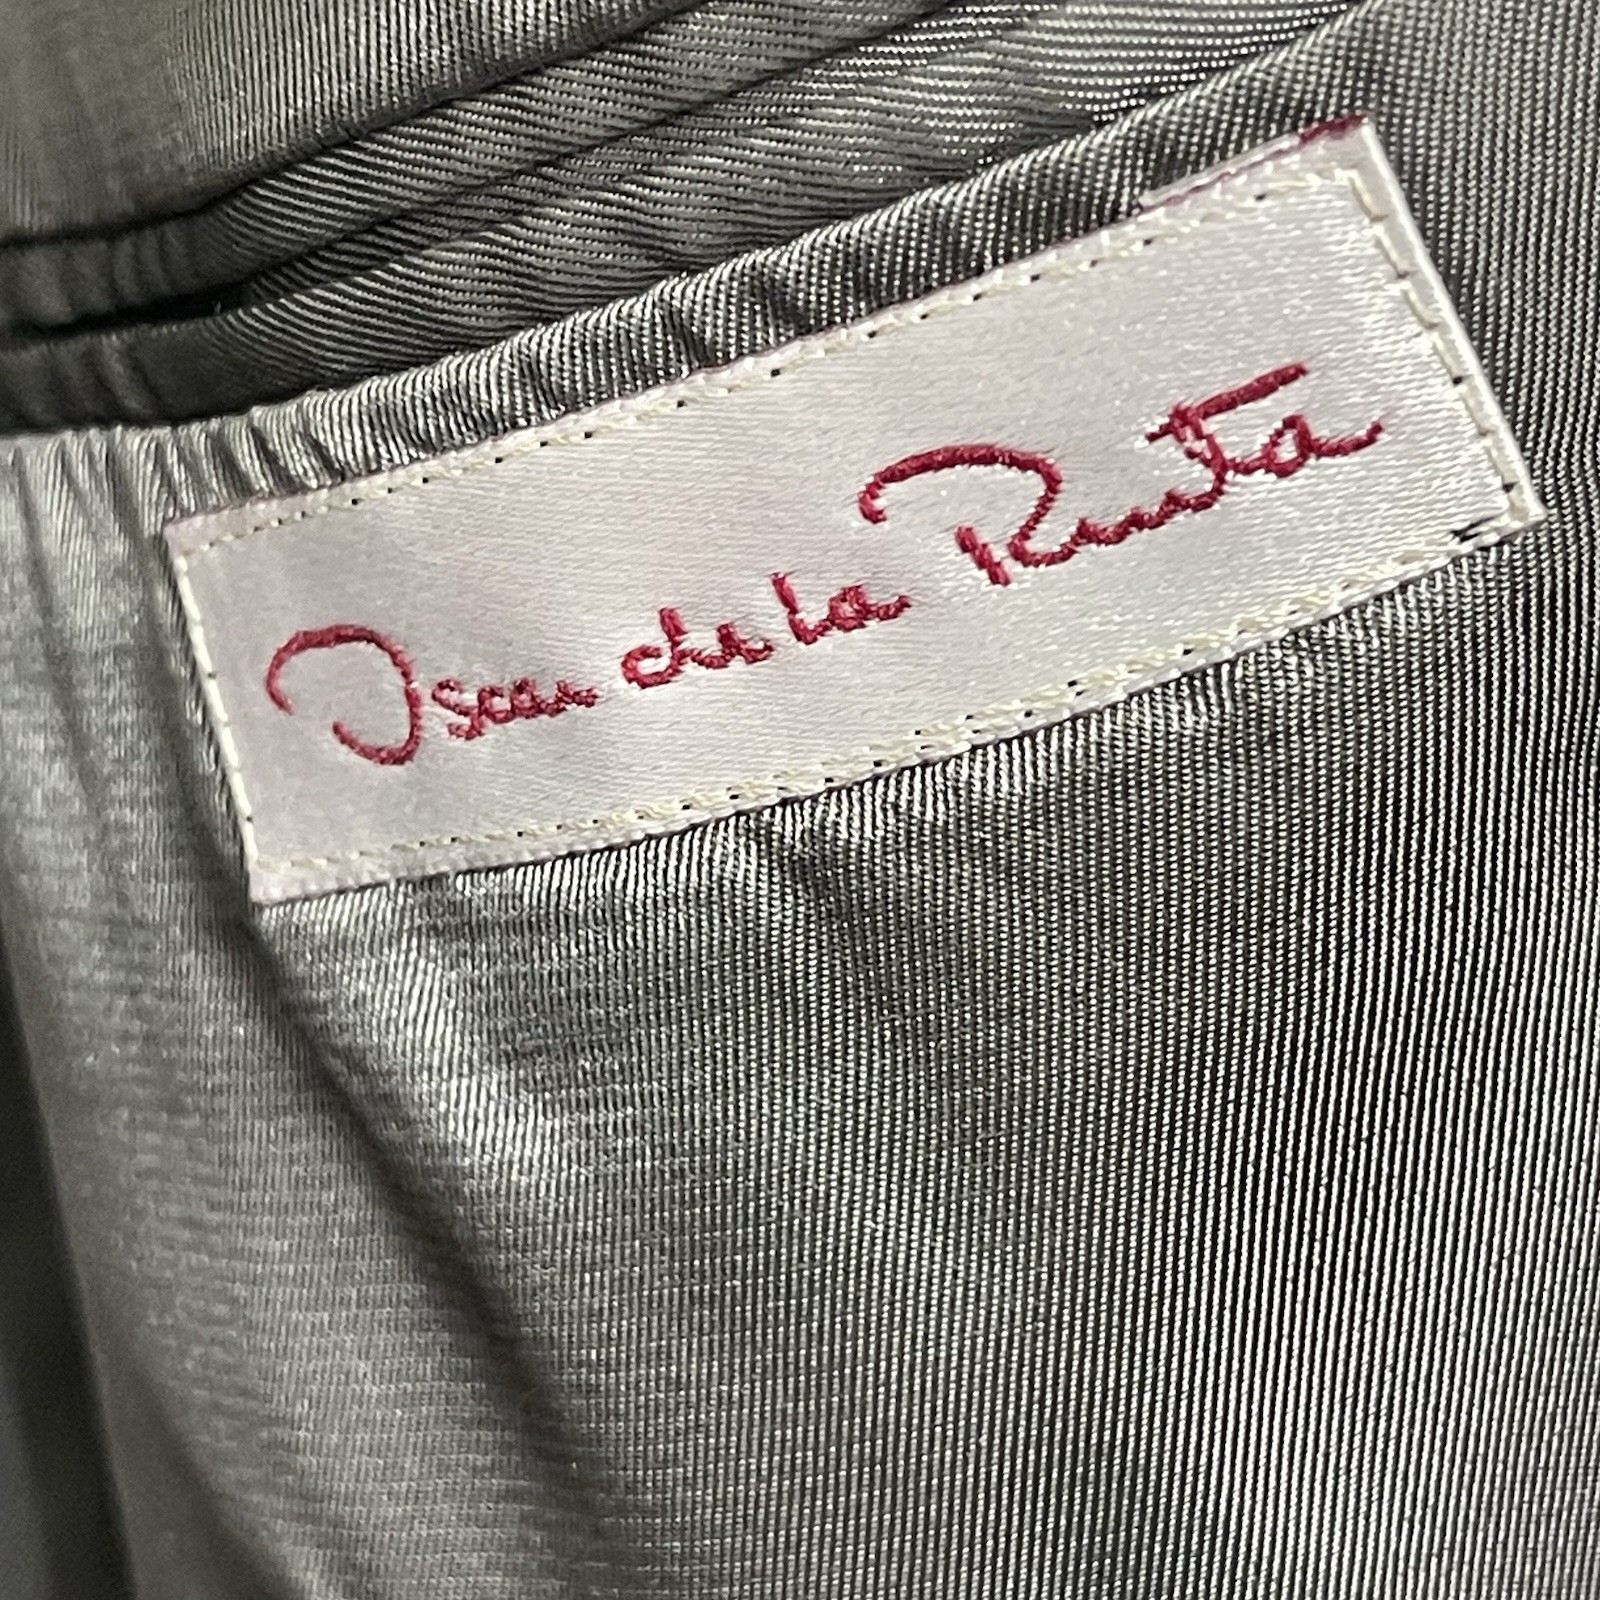 Oscar de la Renta